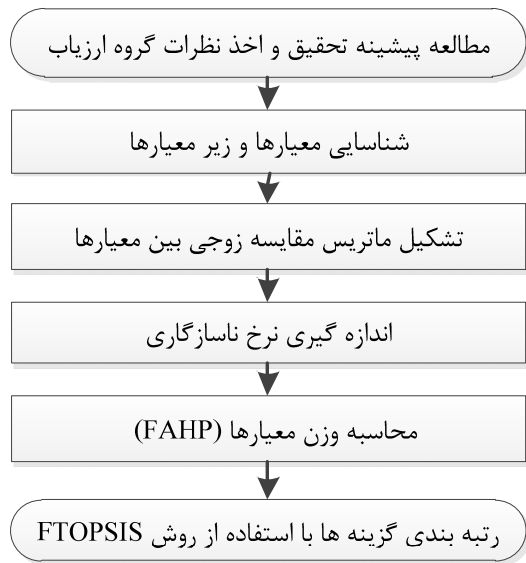 مطالعه پیشینه تحقیق و اخذ نظرات گروه ارزیاب
شناسایی معیارها و زیر معیارها
تشکیل ماتریس مقایسه زوجی بین معیارها
اندازه گیری نرخ ناسازگاری
محاسبه وزن معیارها (FAHP)
رتبه بندی گزینه ها با استفاده از روش FTOPSIS